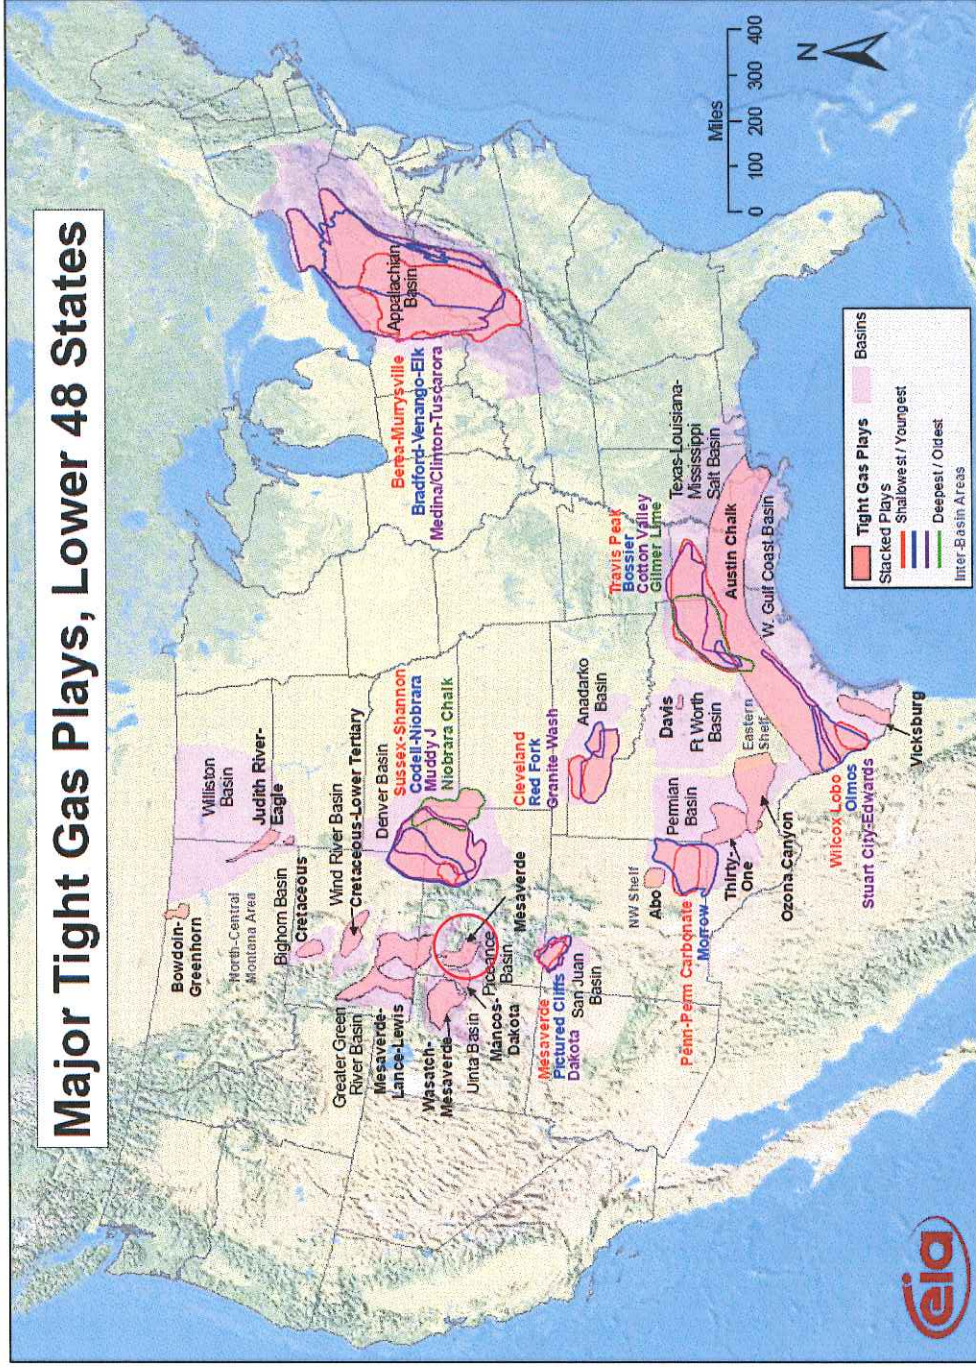 Major Tight Gas Plays, Lower 48 States
Bowdoin-
Greenhorn
North-Central
Montana Area
Williston
Basin
Judith River-
Eagle
Bighorn Basin
Cretaceous
Wind River Basin
Cretaceous-Lower Tertiary
Greater Green
River Basin
Mesaverde-
Lance-Lewis
Wasatch-
Mesaverde
Uinta Basin
Mancos-
Dakota
Piceance
Basin
Mesaverde
Denver Basin
Sussex-Shannon
Codell-Niobrara
Muddy J
Niobrara Chalk
Berea-Murrysville
Bradford-Venango-Elk
Medina/Clinton-Tuscarora
Appalachian
Basin
Mesaverde
Pictured Cliffs
Dakota
San Juan
Basin
Cleveland
Red Fork
Granite Wash
Anadarko
Basin
Travis Peak
Bossier
Cotton Valley
Gilmer Lime
Texas-Louisiana-
Mississippi
Salt Basin
NW Shelf
Abo
Permian
Basin
Davis
Ft Worth
Basin
Penn-Perm Carbonate
Morrow
Thirty-
One
Eastern
Shelf
Ozona Canyon
Austin Chalk
W. Gulf Coast Basin
Wilcox Lobo
Olmos
Stuart City-Edwards
Vicksburg
Miles
0 100 200 300 400
N
Tight Gas Plays
Basins
Stacked Plays
Shallowest / Youngest
Deepest / Oldest
Inter-Basin Areas
eia